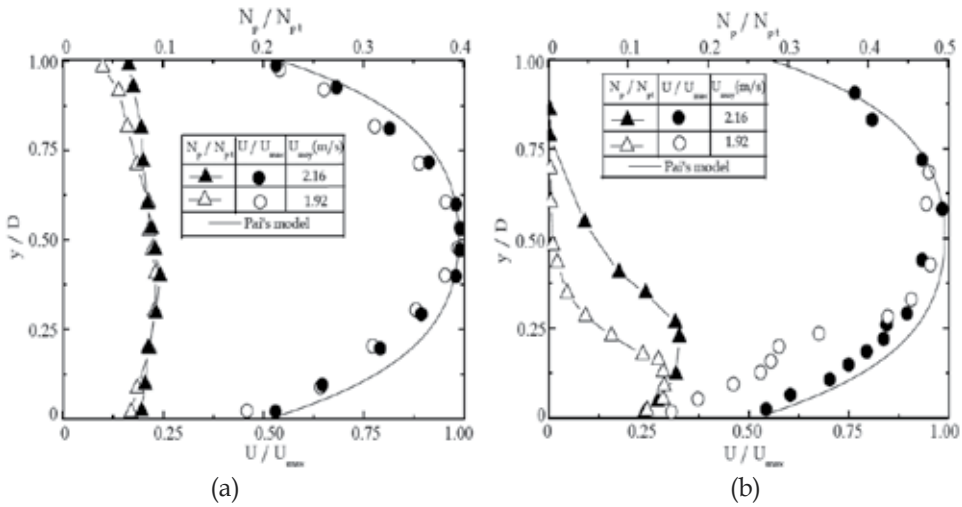 N_p / N_pt
0 0.1 0.2 0.3 0.4
1.00
0.75
0.50
0.25
0
y / D
N_p / N_pt U / U_max U_moy(m/s)
2.16
1.92
Pai's model
0 0.25 0.50 0.75 1.00
U / U_max
(a)
N_p / N_pt
0 0.1 0.2 0.3 0.4 0.5
1.00
0.75
0.50
0.25
0
y / D
N_p / N_pt U / U_max U_moy(m/s)
2.16
1.92
Pai's model
0 0.25 0.50 0.75 1.00
U / U_max
(b)